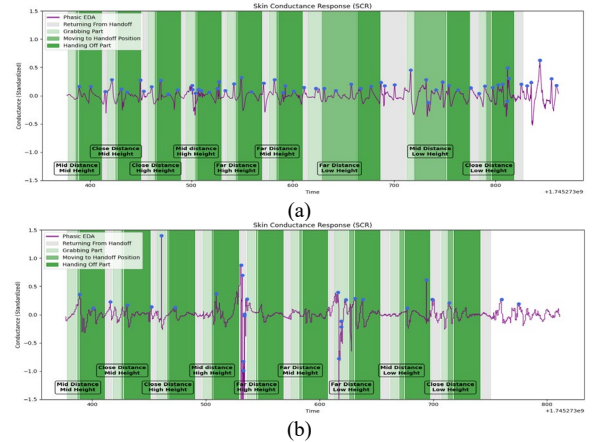 Skin Conductance Response (SCR)
1.5
1.0
0.5
0.0
−0.5
−1.0
−1.5
Conductance (Standardized)
Phasic EDA
Returning From Handoff
Grabbing Part
Moving to Handoff Position
Handing Off Part
Close Distance
Mid Height
Mid distance
High Height
Far Distance
Mid Height
Mid Distance
Low Height
Mid Distance
Mid Height
Close Distance
High Height
Far Distance
High Height
Far Distance
Low Height
Close Distance
Low Height
400 500 600 700 800
Time
+1.745273e9
(a)
Skin Conductance Response (SCR)
1.5
1.0
0.5
0.0
−0.5
−1.0
−1.5
Conductance (Standardized)
Phasic EDA
Returning From Handoff
Grabbing Part
Moving to Handoff Position
Handing Off Part
Close Distance
Mid Height
Mid distance
High Height
Far Distance
Mid Height
Mid Distance
Low Height
Mid Distance
Mid Height
Close Distance
High Height
Far Distance
High Height
Far Distance
Low Height
Close Distance
Low Height
400 500 600 700 800
Time
+1.745273e9
(b)